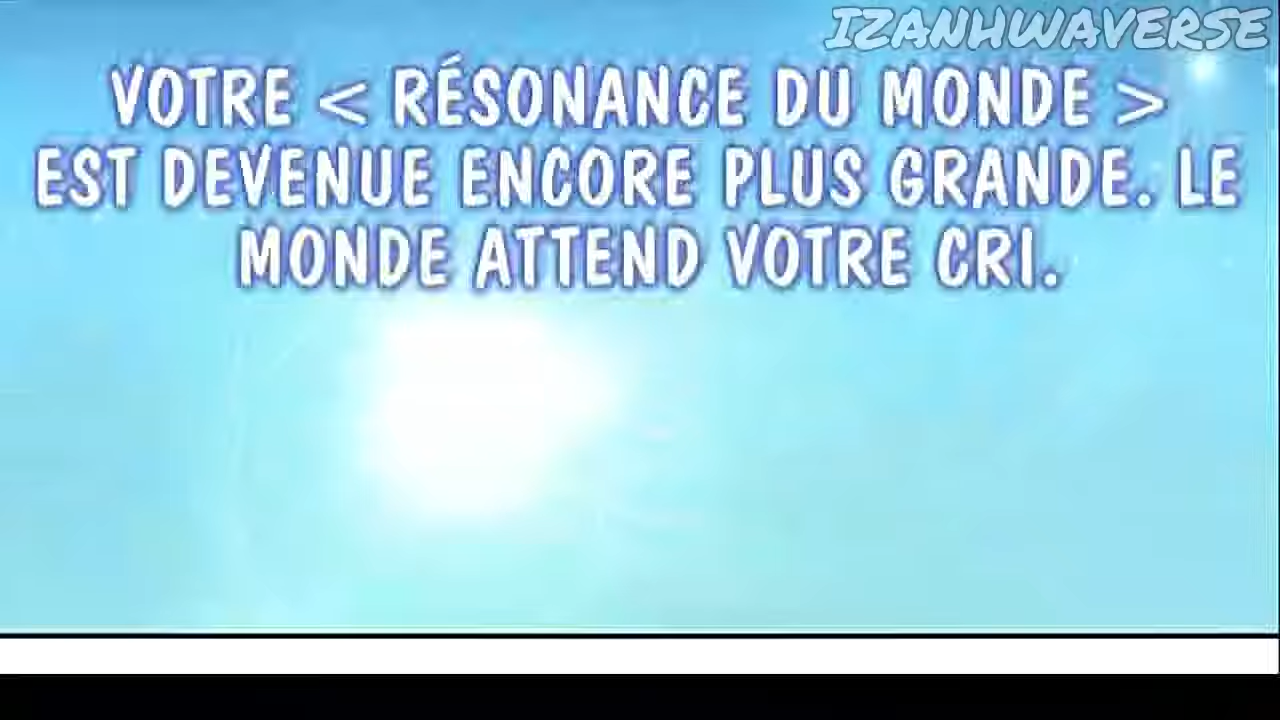 IZANHWAVERSE
VOTRE < RÉSONANCE DU MONDE >
EST DEVENUE ENCORE PLUS GRANDE. LE
MONDE ATTEND VOTRE CRI.